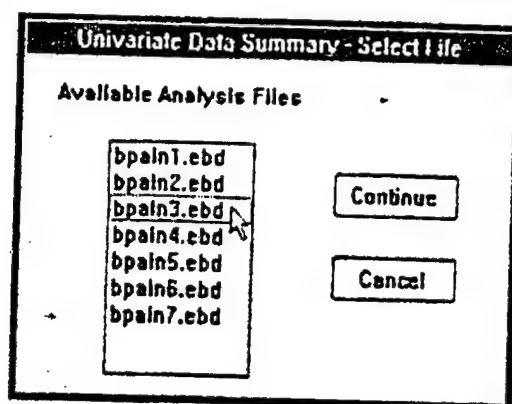 Univariate Data Summary - Select File
Available Analysis Files
bpain1.ebd
bpain2.ebd
bpain3.ebd
bpain4.ebd
bpain5.ebd
bpain6.ebd
bpain7.ebd
Continue
Cancel